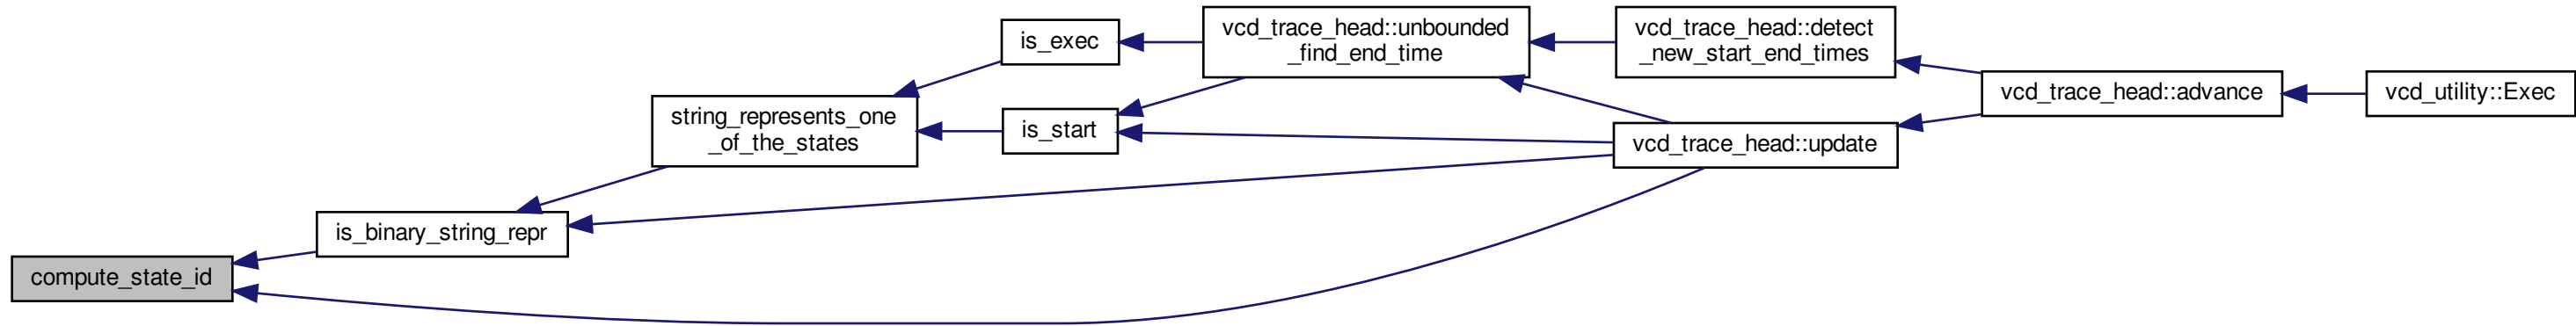 compute_state_id
is_binary_string_repr
string_represents_one
_of_the_states
is_exec
is_start
vcd_trace_head::unbounded
_find_end_time
vcd_trace_head::detect
_new_start_end_times
vcd_trace_head::update
vcd_trace_head::advance
vcd_utility::Exec